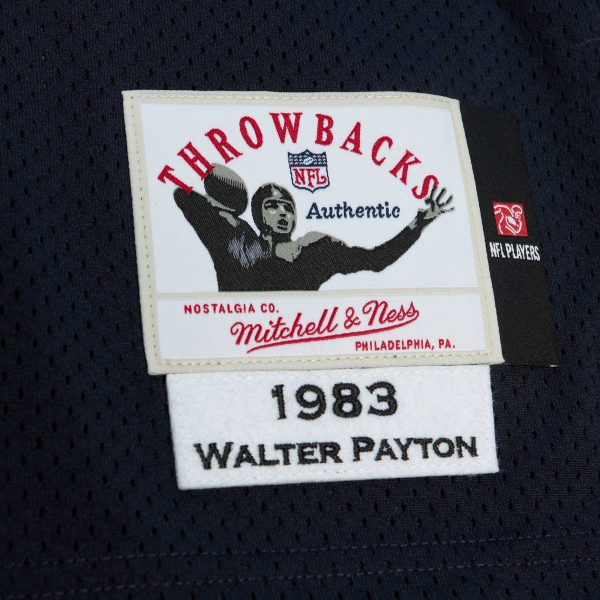 THROWBACKS
NFL
Authentic
NFL PLAYERS
NOSTALGIA CO.
Mitchell & Ness
PHILADELPHIA, PA.
1983
WALTER PAYTON